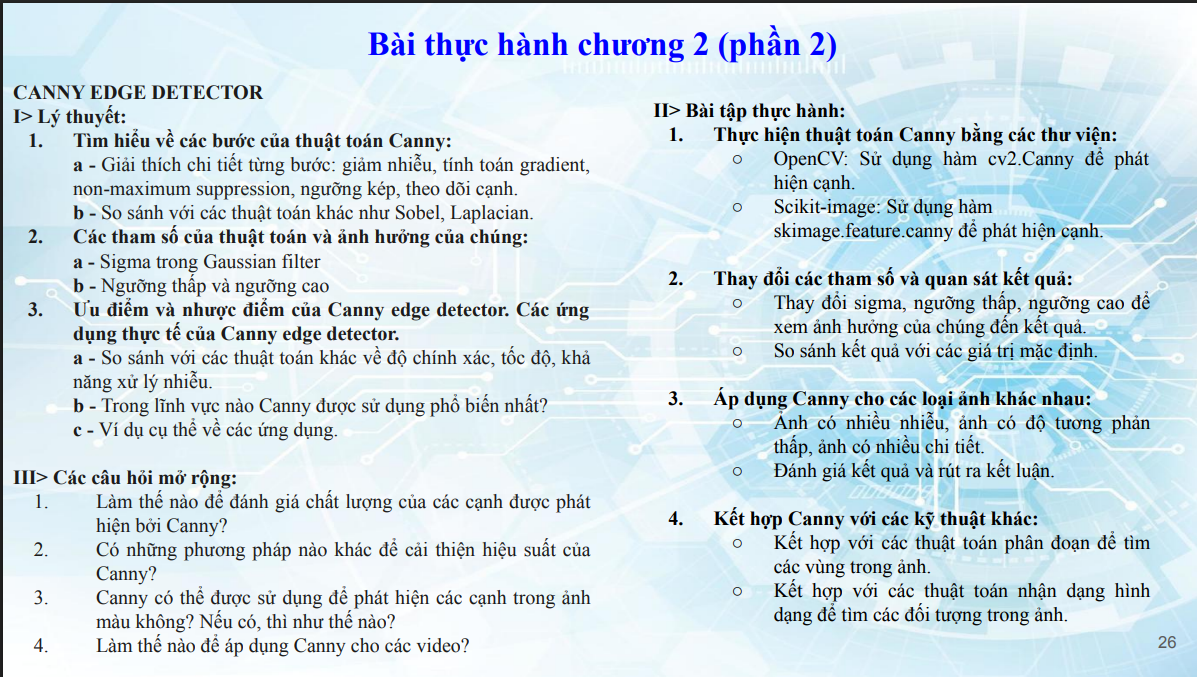 Bài thực hành chương 2 (phần 2)
CANNY EDGE DETECTOR
I> Lý thuyết:
1. Tìm hiểu về các bước của thuật toán Canny:
a - Giải thích chi tiết từng bước: giảm nhiễu, tính toán gradient,
non-maximum suppression, ngưỡng kép, theo dõi cạnh.
b - So sánh với các thuật toán khác như Sobel, Laplacian.
2. Các tham số của thuật toán và ảnh hưởng của chúng:
a - Sigma trong Gaussian filter
b - Ngưỡng thấp và ngưỡng cao
3. Ưu điểm và nhược điểm của Canny edge detector. Các ứng
dụng thực tế của Canny edge detector.
a - So sánh với các thuật toán khác về độ chính xác, tốc độ, khả
năng xử lý nhiễu.
b - Trong lĩnh vực nào Canny được sử dụng phổ biến nhất?
c - Ví dụ cụ thể về các ứng dụng.
III> Các câu hỏi mở rộng:
1. Làm thế nào để đánh giá chất lượng của các cạnh được phát
hiện bởi Canny?
2. Có những phương pháp nào khác để cải thiện hiệu suất của
Canny?
3. Canny có thể được sử dụng để phát hiện các cạnh trong ảnh
màu không? Nếu có, thì như thế nào?
4. Làm thế nào để áp dụng Canny cho các video?
II> Bài tập thực hành:
1. Thực hiện thuật toán Canny bằng các thư viện:
○ OpenCV: Sử dụng hàm cv2.Canny để phát
hiện cạnh.
○ Scikit-image: Sử dụng hàm
skimage.feature.canny để phát hiện cạnh.
2. Thay đổi các tham số và quan sát kết quả:
○ Thay đổi sigma, ngưỡng thấp, ngưỡng cao để
xem ảnh hưởng của chúng đến kết quả.
○ So sánh kết quả với các giá trị mặc định.
3. Áp dụng Canny cho các loại ảnh khác nhau:
○ Ảnh có nhiều nhiễu, ảnh có độ tương phản
thấp, ảnh có nhiều chi tiết.
○ Đánh giá kết quả và rút ra kết luận.
4. Kết hợp Canny với các kỹ thuật khác:
○ Kết hợp với các thuật toán phân đoạn để tìm
các vùng trong ảnh.
○ Kết hợp với các thuật toán nhận dạng hình
dạng để tìm các đối tượng trong ảnh.
26